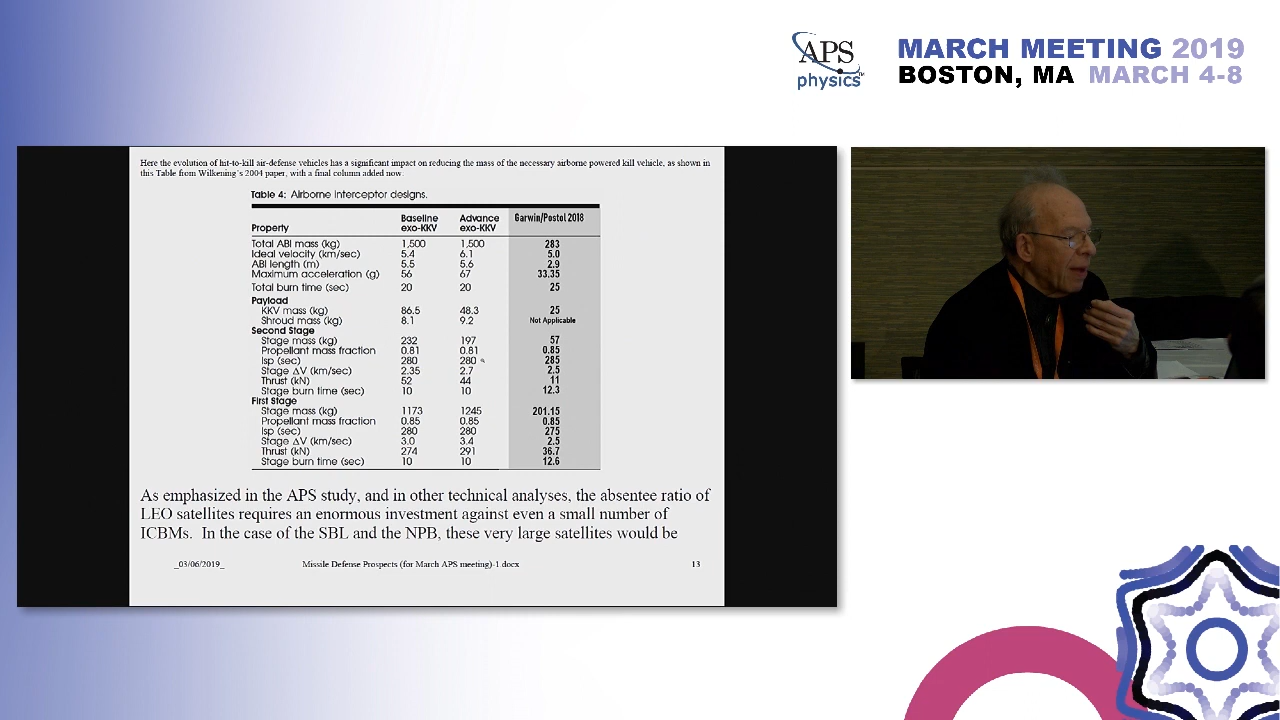 APS
physics™
MARCH MEETING 2019
BOSTON, MA MARCH 4-8
Here the evolution of hit-to-kill air-defense vehicles has a significant impact on reducing the mass of the necessary airborne powered kill vehicle, as shown in
this Table from Wilkening's 2004 paper, with a final column added now.
Table 4: Airborne interceptor designs.
Property Baseline exo-KKV Advance exo-KKV Garwin/Postol 2018
Total ABI mass (kg) 1,500 1,500 283
Ideal velocity (km/sec) 5.4 6.1 5.0
ABI length (m) 5.5 5.6 2.9
Maximum acceleration (g) 56 67 33.35
Total burn time (sec) 20 20 25
Payload
KKV mass (kg) 86.5 48.3 25
Shroud mass (kg) 8.1 9.2 Not Applicable
Second Stage
Stage mass (kg) 232 197 57
Propellant mass fraction 0.81 0.81 0.85
Isp (sec) 280 280 285
Stage ΔV (km/sec) 2.35 2.7 2.5
Thrust (kN) 52 44 11
Stage burn time (sec) 10 10 12.3
First Stage
Stage mass (kg) 1173 1245 201.15
Propellant mass fraction 0.85 0.85 0.85
Isp (sec) 280 280 275
Stage ΔV (km/sec) 3.0 3.4 2.5
Thrust (kN) 274 291 36.7
Stage burn time (sec) 10 10 12.6
As emphasized in the APS study, and in other technical analyses, the absentee ratio of
LEO satellites requires an enormous investment against even a small number of
ICBMs. In the case of the SBL and the NPB, these very large satellites would be
_03/06/2019_ Missile Defense Prospects (for March APS meeting)-1.docx 13